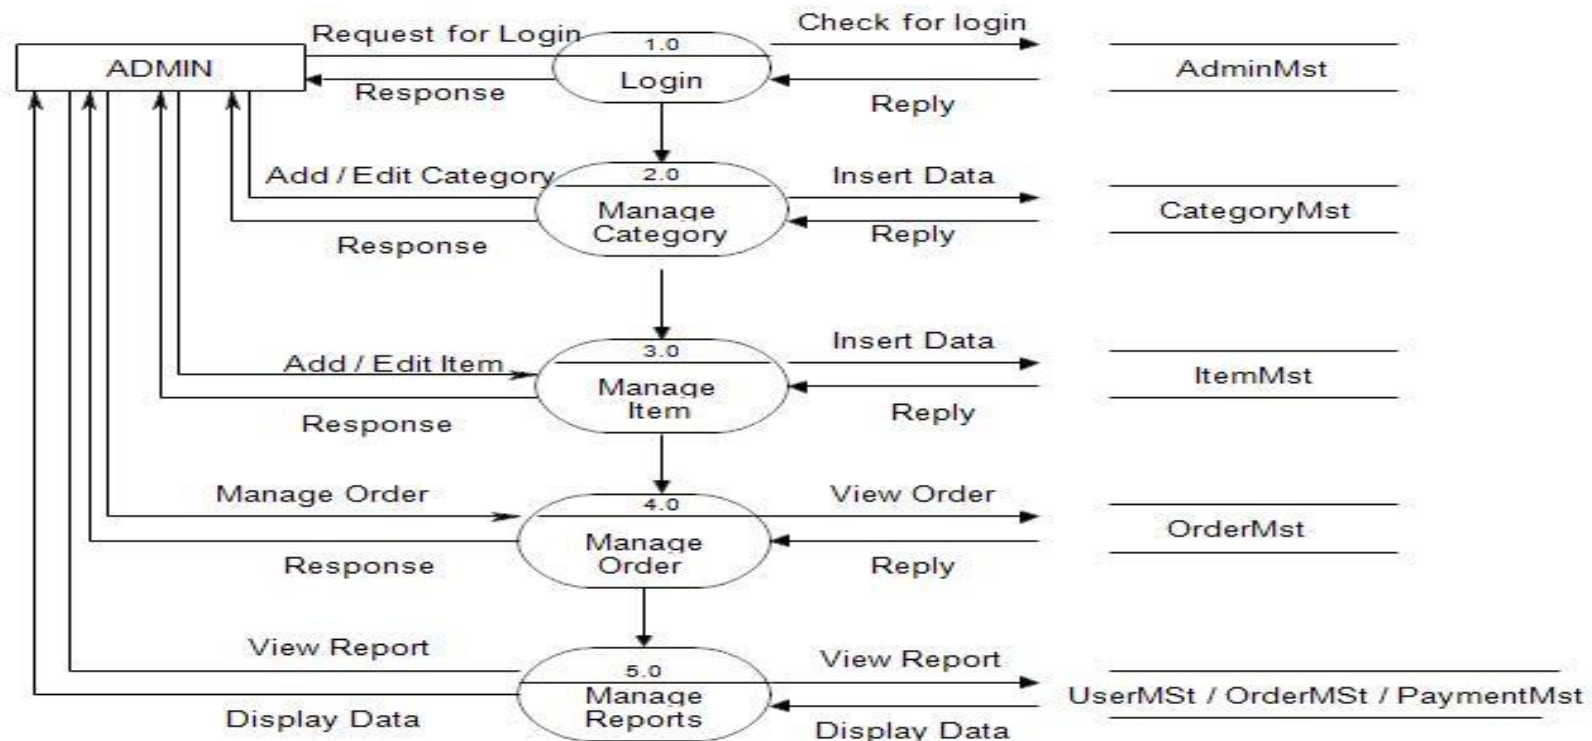 Request for Login
Check for login
ADMIN
1.0
Login
AdminMst
Response
Reply
Add / Edit Category
2.0
Manage
Category
Insert Data
CategoryMst
Response
Reply
Add / Edit Item
3.0
Manage
Item
Insert Data
ItemMst
Response
Reply
Manage Order
4.0
Manage
Order
View Order
OrderMst
Response
Reply
View Report
5.0
Manage
Reports
View Report
UserMSt / OrderMSt / PaymentMst
Display Data
Display Data